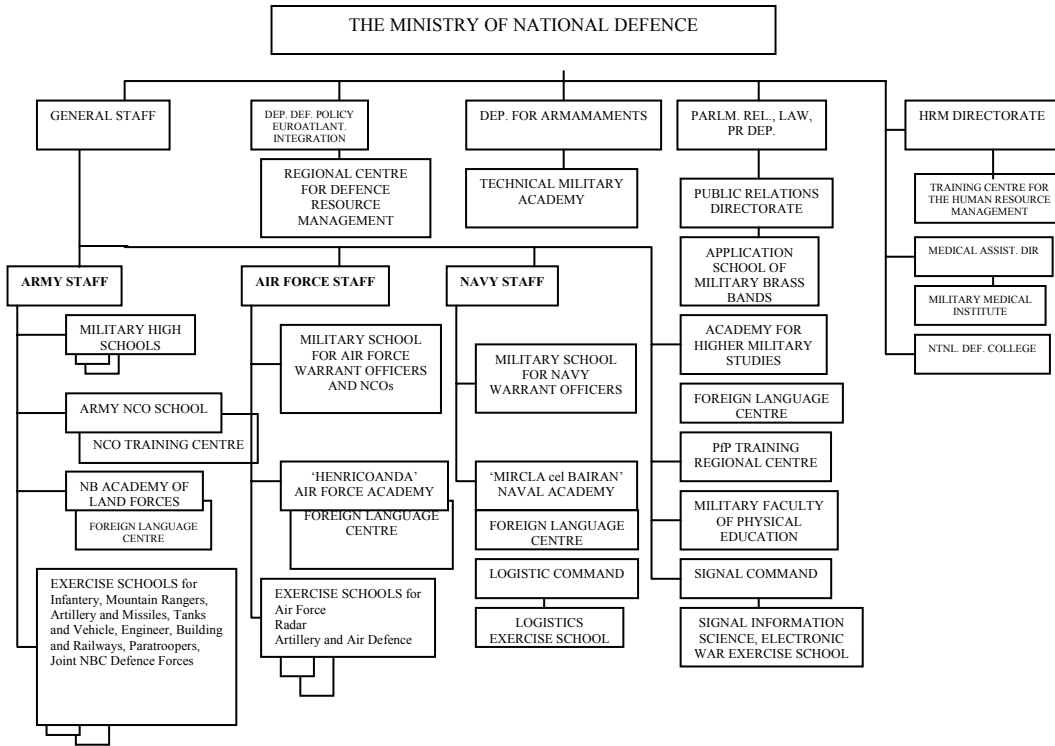 THE MINISTRY OF NATIONAL DEFENCE
GENERAL STAFF
DEP. DEF. POLICY
EUROATLANT.
INTEGRATION
DEP. FOR ARMAMAMENTS
PARLM. REL., LAW,
PR DEP.
HRM DIRECTORATE
REGIONAL CENTRE
FOR DEFENCE
RESOURCE
MANAGEMENT
TECHNICAL MILITARY
ACADEMY
PUBLIC RELATIONS
DIRECTORATE
TRAINING CENTRE FOR
THE HUMAN RESOURCE
MANAGEMENT
APPLICATION
SCHOOL OF
MILITARY BRASS
BANDS
MEDICAL ASSIST. DIR
MILITARY MEDICAL
INSTITUTE
NTNL. DEF. COLLEGE
ARMY STAFF
AIR FORCE STAFF
NAVY STAFF
MILITARY HIGH
SCHOOLS
MILITARY SCHOOL
FOR AIR FORCE
WARRANT OFFICERS
AND NCOs
MILITARY SCHOOL
FOR NAVY
WARRANT OFFICERS
ACADEMY FOR
HIGHER MILITARY
STUDIES
FOREIGN LANGUAGE
CENTRE
ARMY NCO SCHOOL
NCO TRAINING CENTRE
PfP TRAINING
REGIONAL CENTRE
NB ACADEMY OF
LAND FORCES
FOREIGN LANGUAGE
CENTRE
‘HENRICOANDA’
AIR FORCE ACADEMY
FOREIGN LANGUAGE
CENTRE
‘MIRCLA cel BAIRAN’
NAVAL ACADEMY
FOREIGN LANGUAGE
CENTRE
MILITARY FACULTY
OF PHYSICAL
EDUCATION
LOGISTIC COMMAND
SIGNAL COMMAND
EXERCISE SCHOOLS for
Infantry, Mountain Rangers,
Artillery and Missiles, Tanks
and Vehicle, Engineer, Building
and Railways, Paratroopers,
Joint NBC Defence Forces
EXERCISE SCHOOLS for
Air Force
Radar
Artillery and Air Defence
LOGISTICS
EXERCISE SCHOOL
SIGNAL INFORMATION
SCIENCE, ELECTRONIC
WAR EXERCISE SCHOOL